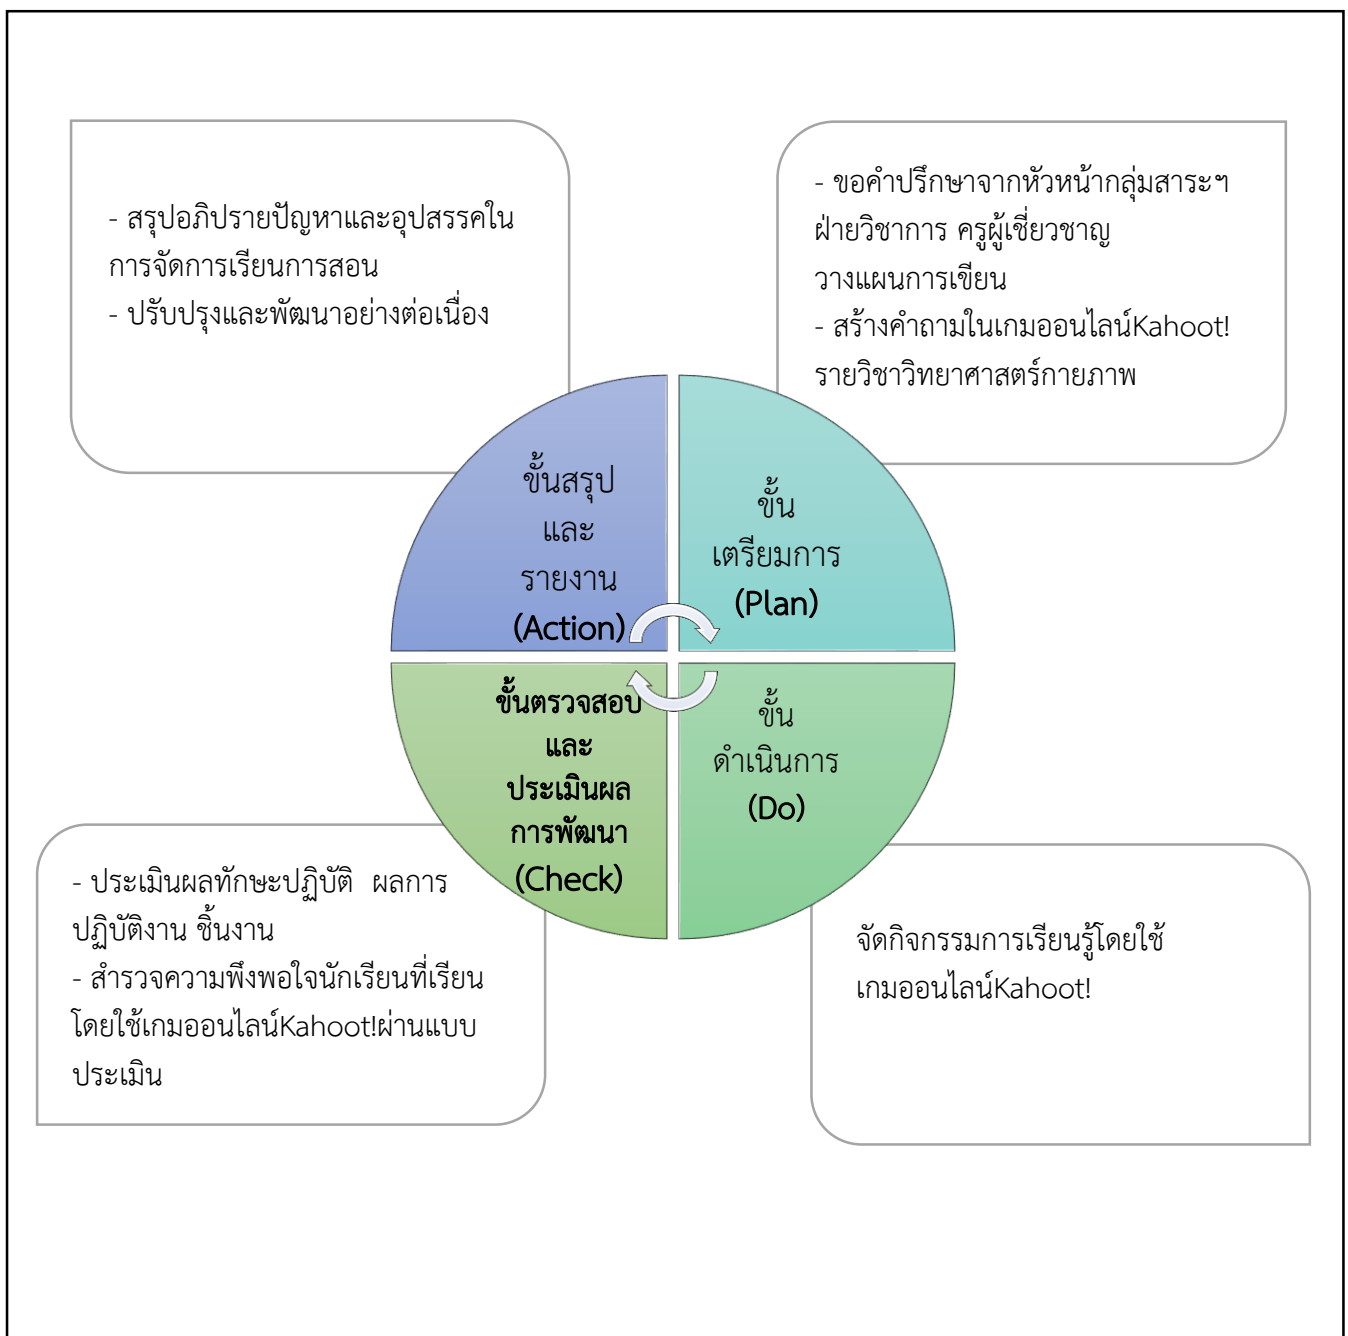 - สรุปอภิปรายปัญหาและอุปสรรคใน
การจัดการเรียนการสอน
- ปรับปรุงและพัฒนาอย่างต่อเนื่อง
- ขอคำปรึกษาจากหัวหน้ากลุ่มสาระฯ
ฝ่ายวิชาการ ครูผู้เชี่ยวชาญ
วางแผนการเขียน
- สร้างคำถามในเกมออนไลน์Kahoot!
รายวิชาวิทยาศาสตร์กายภาพ
ขั้นสรุป
และ
รายงาน
(Action)
ขั้น
เตรียมการ
(Plan)
ขั้นตรวจสอบ
และ
ประเมินผล
การพัฒนา
(Check)
ขั้น
ดำเนินการ
(Do)
- ประเมินผลทักษะปฏิบัติ ผลการ
ปฏิบัติงาน ชิ้นงาน
- สำรวจความพึงพอใจนักเรียนที่เรียน
โดยใช้เกมออนไลน์Kahoot!ผ่านแบบ
ประเมิน
จัดกิจกรรมการเรียนรู้โดยใช้
เกมออนไลน์Kahoot!